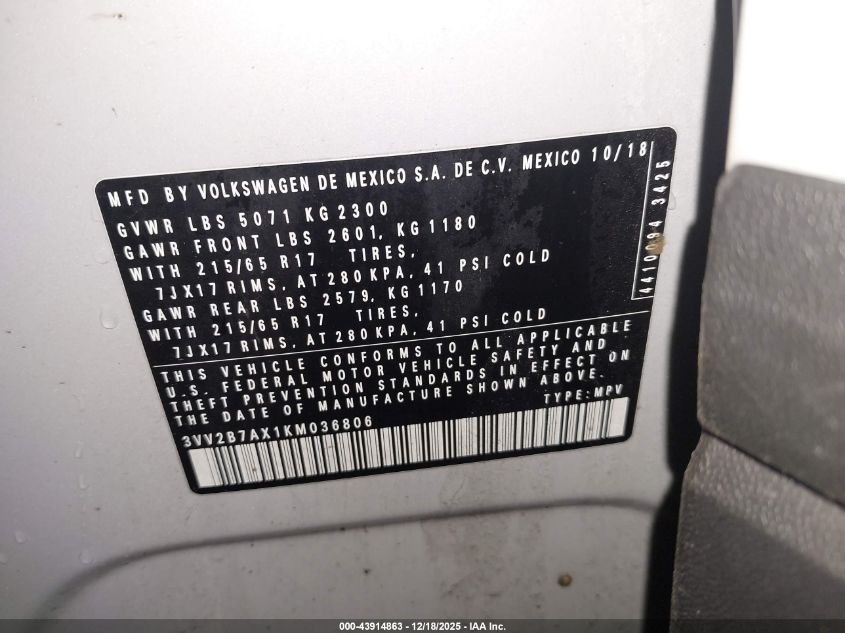 MFD BY VOLKSWAGEN DE MEXICO S.A. DE C.V. MEXICO 10/18
GVWR LBS 5071 KG 2300
GAWR FRONT LBS 2601, KG 1180
WITH 215/65 R17 TIRES,
7JX17 RIMS, AT 280 KPA, 41 PSI COLD
GAWR REAR LBS 2579, KG 1170
WITH 215/65 R17 TIRES,
7JX17 RIMS, AT 280 KPA, 41 PSI COLD
THIS VEHICLE CONFORMS TO ALL APPLICABLE
U.S. FEDERAL MOTOR VEHICLE SAFETY AND
THEFT PREVENTION STANDARDS IN EFFECT ON
THE DATE OF MANUFACTURE SHOWN ABOVE.
3VV2B7AX1KM036806 TYPE: MPV
4410094 3425
000-43914863 - 12/18/2025 - IAA Inc.